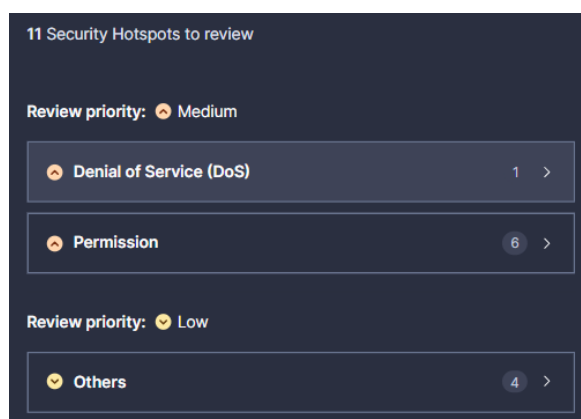 11 Security Hotspots to review
Review priority: Medium
Denial of Service (DoS) 1
Permission 6
Review priority: Low
Others 4